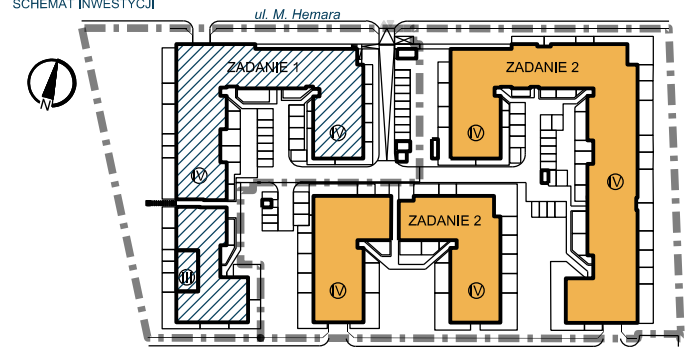 SCHEMAT INWESTYCJI
ul. M. Hemara
ZADANIE 1
ZADANIE 2
IV
IV
IV
IV
ZADANIE 2
III
IV
IV
N